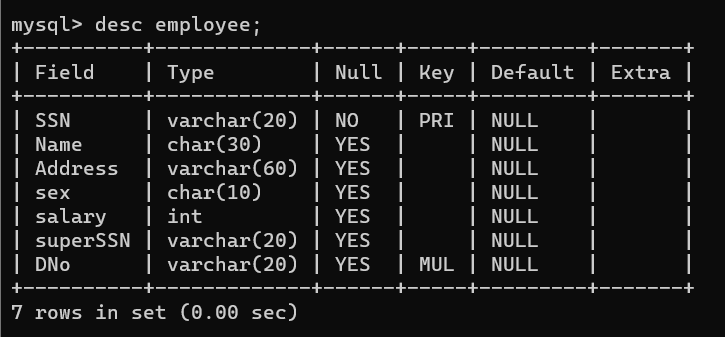 mysql> desc employee;
+----------+-------------+------+-----+---------+-------+
| Field    | Type        | Null | Key | Default | Extra |
+----------+-------------+------+-----+---------+-------+
| SSN      | varchar(20) | NO   | PRI | NULL    |       |
| Name     | char(30)    | YES  |     | NULL    |       |
| Address  | varchar(60) | YES  |     | NULL    |       |
| sex      | char(10)    | YES  |     | NULL    |       |
| salary   | int         | YES  |     | NULL    |       |
| superSSN | varchar(20) | YES  |     | NULL    |       |
| DNo      | varchar(20) | YES  | MUL | NULL    |       |
+----------+-------------+------+-----+---------+-------+
7 rows in set (0.00 sec)